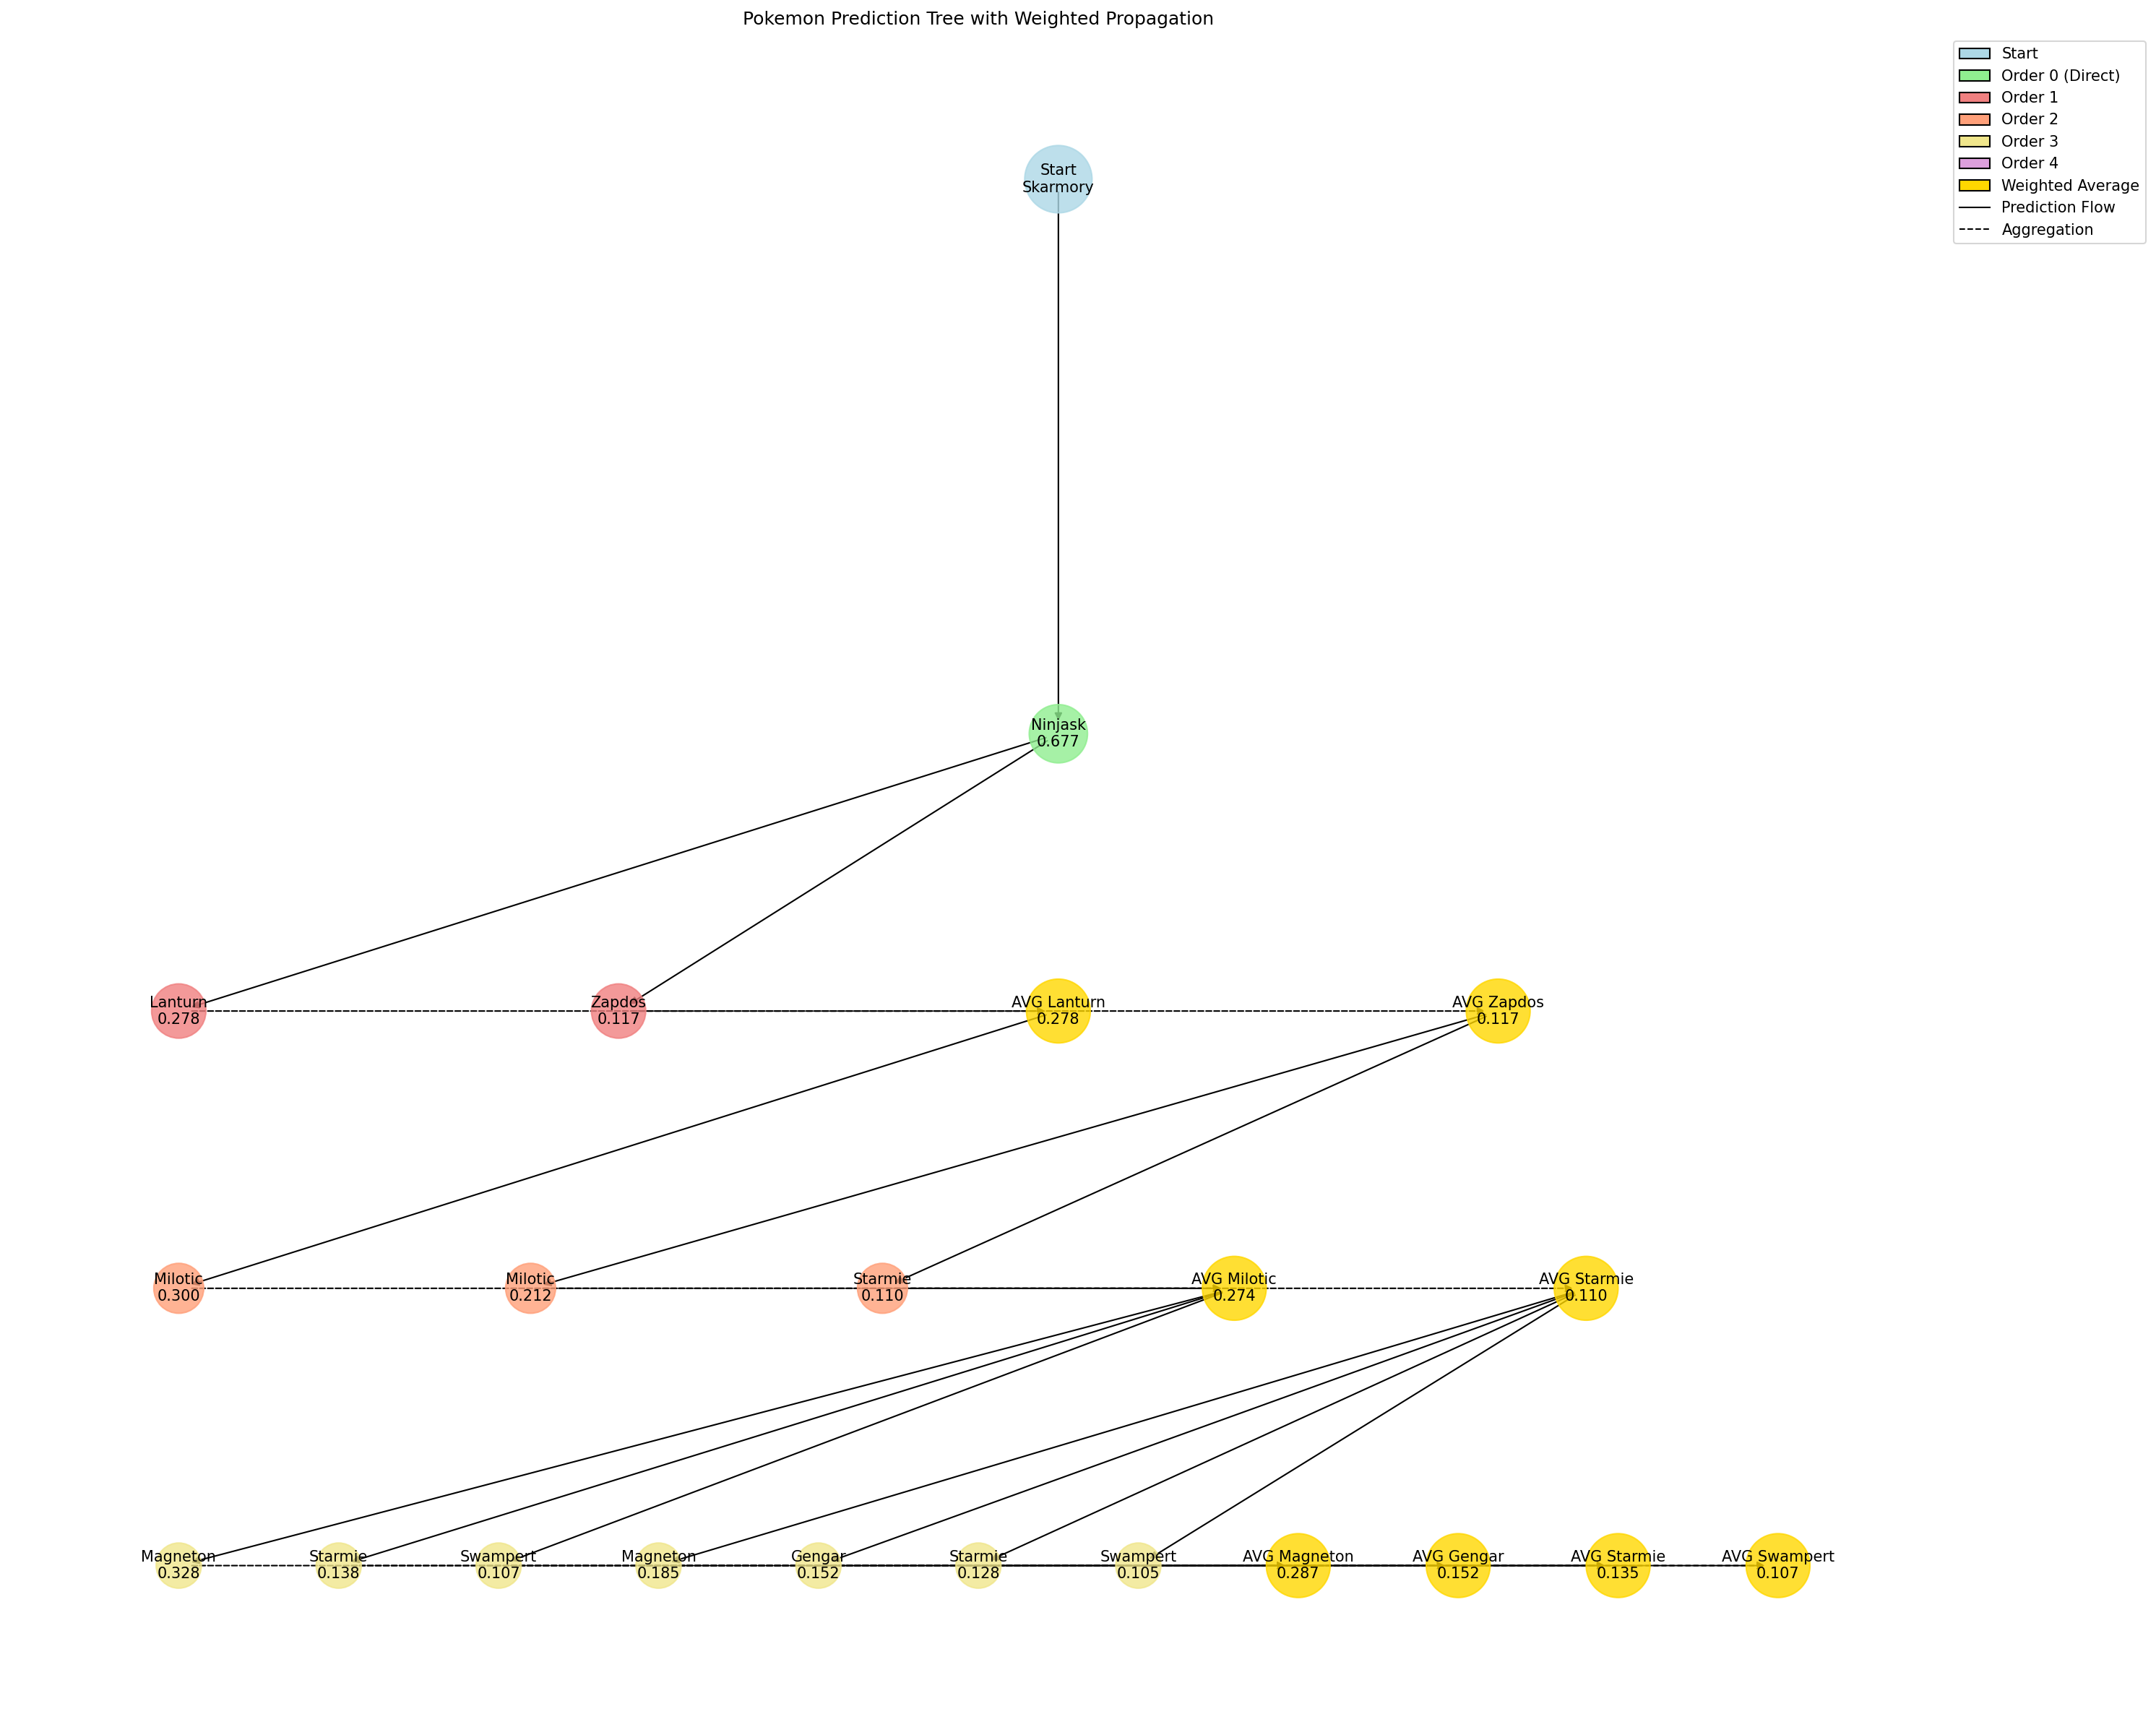 Pokemon Prediction Tree with Weighted Propagation
Start
Order 0 (Direct)
Order 1
Order 2
Order 3
Order 4
Weighted Average
Prediction Flow
Aggregation
Start
Skarmory
Ninjask
0.677
Lanturn
0.278
Zapdos
0.117
AVG Lanturn
0.278
AVG Zapdos
0.117
Milotic
0.300
Milotic
0.212
Starmie
0.110
AVG Milotic
0.274
AVG Starmie
0.110
Magneton
0.328
Starmie
0.138
Swampert
0.107
Magneton
0.185
Gengar
0.152
Starmie
0.128
Swampert
0.105
AVG Magneton
0.287
AVG Gengar
0.152
AVG Starmie
0.135
AVG Swampert
0.107